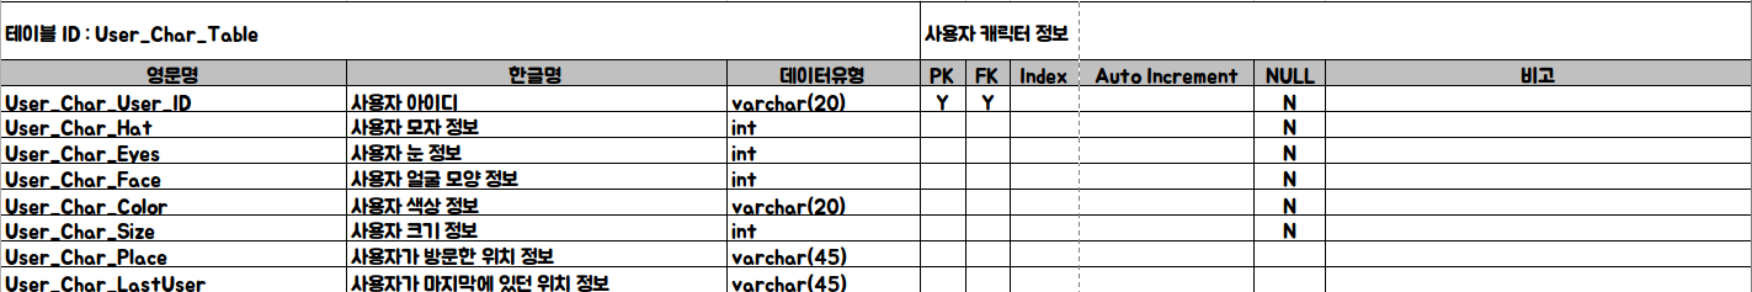 테이블 ID : User_Char_Table 사용자 캐릭터 정보
영문명 한글명 데이터유형 PK FK Index Auto Increment NULL 비고
User_Char_User_ID 사용자 아이디 varchar(20) Y Y N
User_Char_Hat 사용자 모자 정보 int N
User_Char_Eyes 사용자 눈 정보 int N
User_Char_Face 사용자 얼굴 모양 정보 int N
User_Char_Color 사용자 색상 정보 varchar(20) N
User_Char_Size 사용자 크기 정보 int N
User_Char_Place 사용자가 방문한 위치 정보 varchar(45)
User_Char_LastUser 사용자가 마지막에 있던 위치 정보 varchar(45)